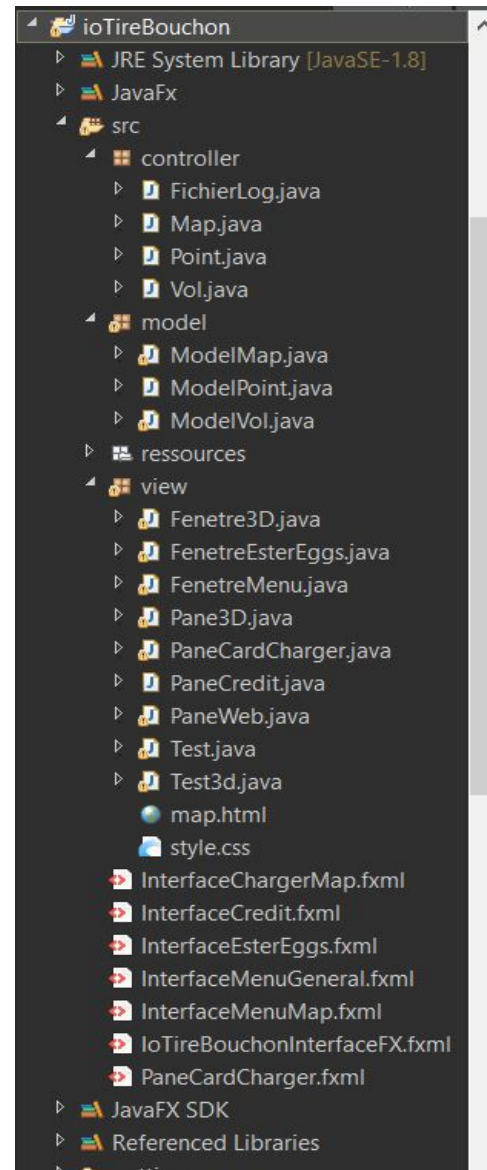 ioTireBouchon
JRE System Library [JavaSE-1.8]
JavaFx
src
controller
FichierLog.java
Map.java
Point.java
Vol.java
model
ModelMap.java
ModelPoint.java
ModelVol.java
ressources
view
Fenetre3D.java
FenetreEsterEggs.java
FenetreMenu.java
Pane3D.java
PaneCardCharger.java
PaneCredit.java
PaneWeb.java
Test.java
Test3d.java
map.html
style.css
InterfaceChargerMap.fxml
InterfaceCredit.fxml
InterfaceEsterEggs.fxml
InterfaceMenuGeneral.fxml
InterfaceMenuMap.fxml
IoTireBouchonInterfaceFX.fxml
PaneCardCharger.fxml
JavaFX SDK
Referenced Libraries